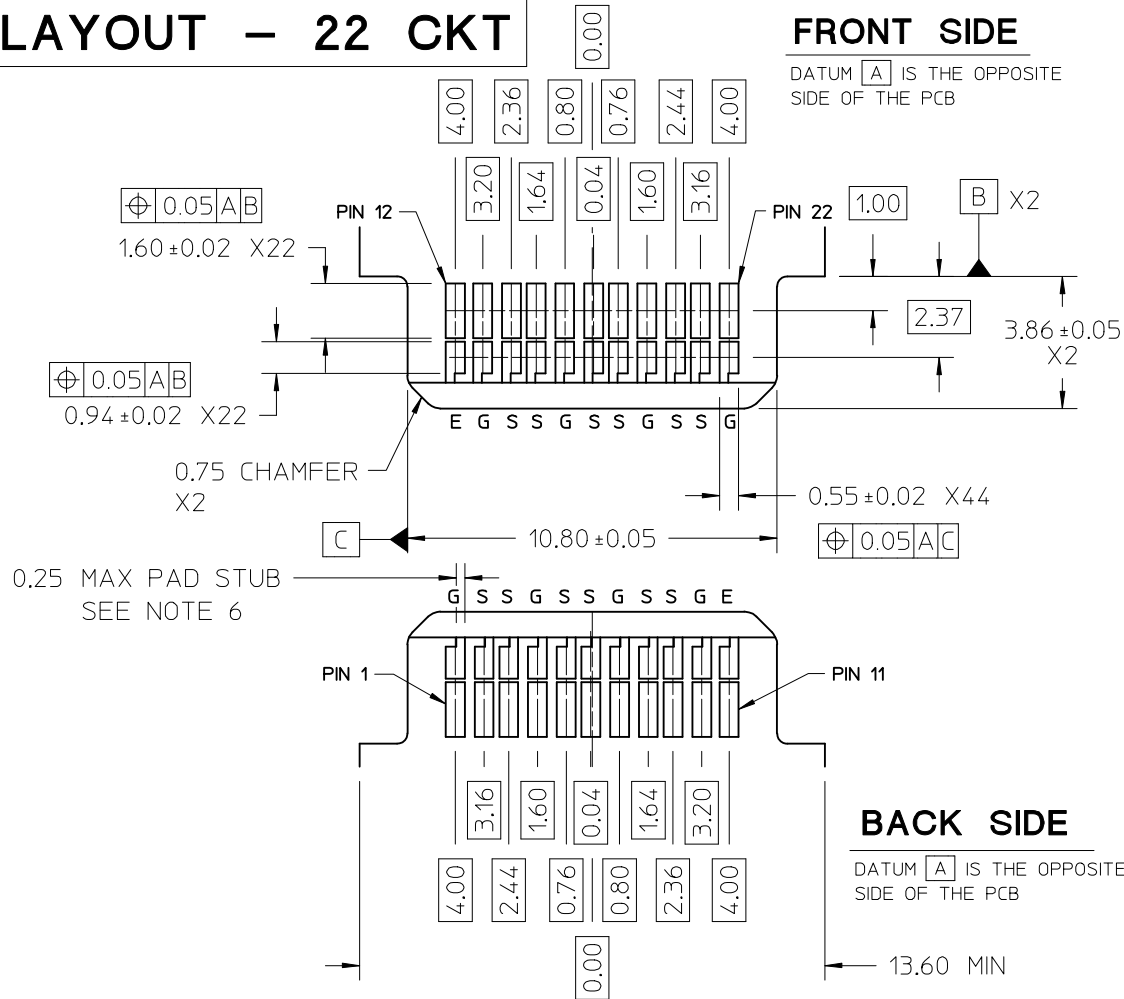 LAYOUT – 22 CKT
FRONT SIDE
DATUM A IS THE OPPOSITE
SIDE OF THE PCB
0.00
4.00 2.36 0.80 0.76 2.44 4.00
3.20 1.64 0.04 1.60 3.16
⌖ 0.05 A B
1.60±0.02 X22
PIN 12
PIN 22
1.00
B X2
2.37
3.86±0.05
X2
⌖ 0.05 A B
0.94±0.02 X22
E G S S G S S G S S G
0.75 CHAMFER
X2
0.55±0.02 X44
⌖ 0.05 A C
C
10.80±0.05
0.25 MAX PAD STUB
SEE NOTE 6
G S S G S S G S S G E
PIN 1
PIN 11
3.16 1.60 0.04 1.64 3.20
4.00 2.44 0.76 0.80 2.36 4.00
0.00
BACK SIDE
DATUM A IS THE OPPOSITE
SIDE OF THE PCB
13.60 MIN